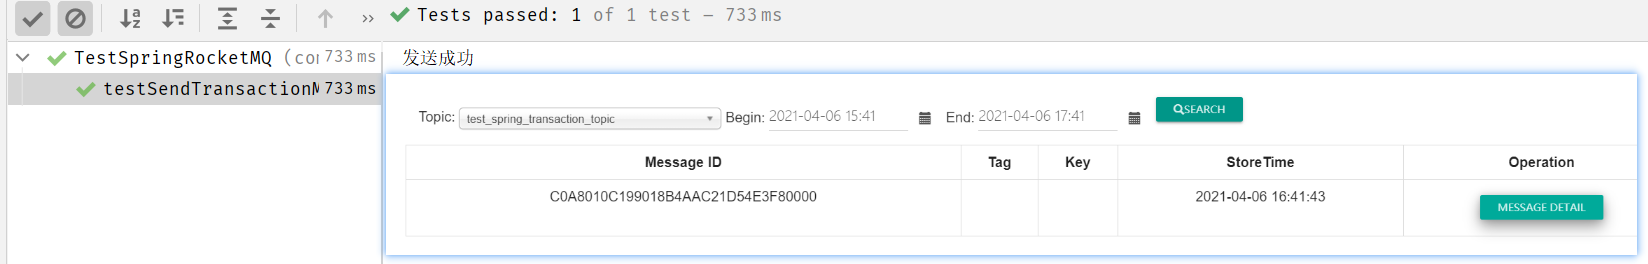 Tests passed: 1 of 1 test – 733 ms
TestSpringRocketMQ (co 733 ms
testSendTransactionM 733 ms
发送成功
Topic: test_spring_transaction_topic Begin: 2021-04-06 15:41 End: 2021-04-06 17:41 SEARCH
Message ID Tag Key StoreTime Operation
C0A8010C199018B4AAC21D54E3F80000 2021-04-06 16:41:43 MESSAGE DETAIL